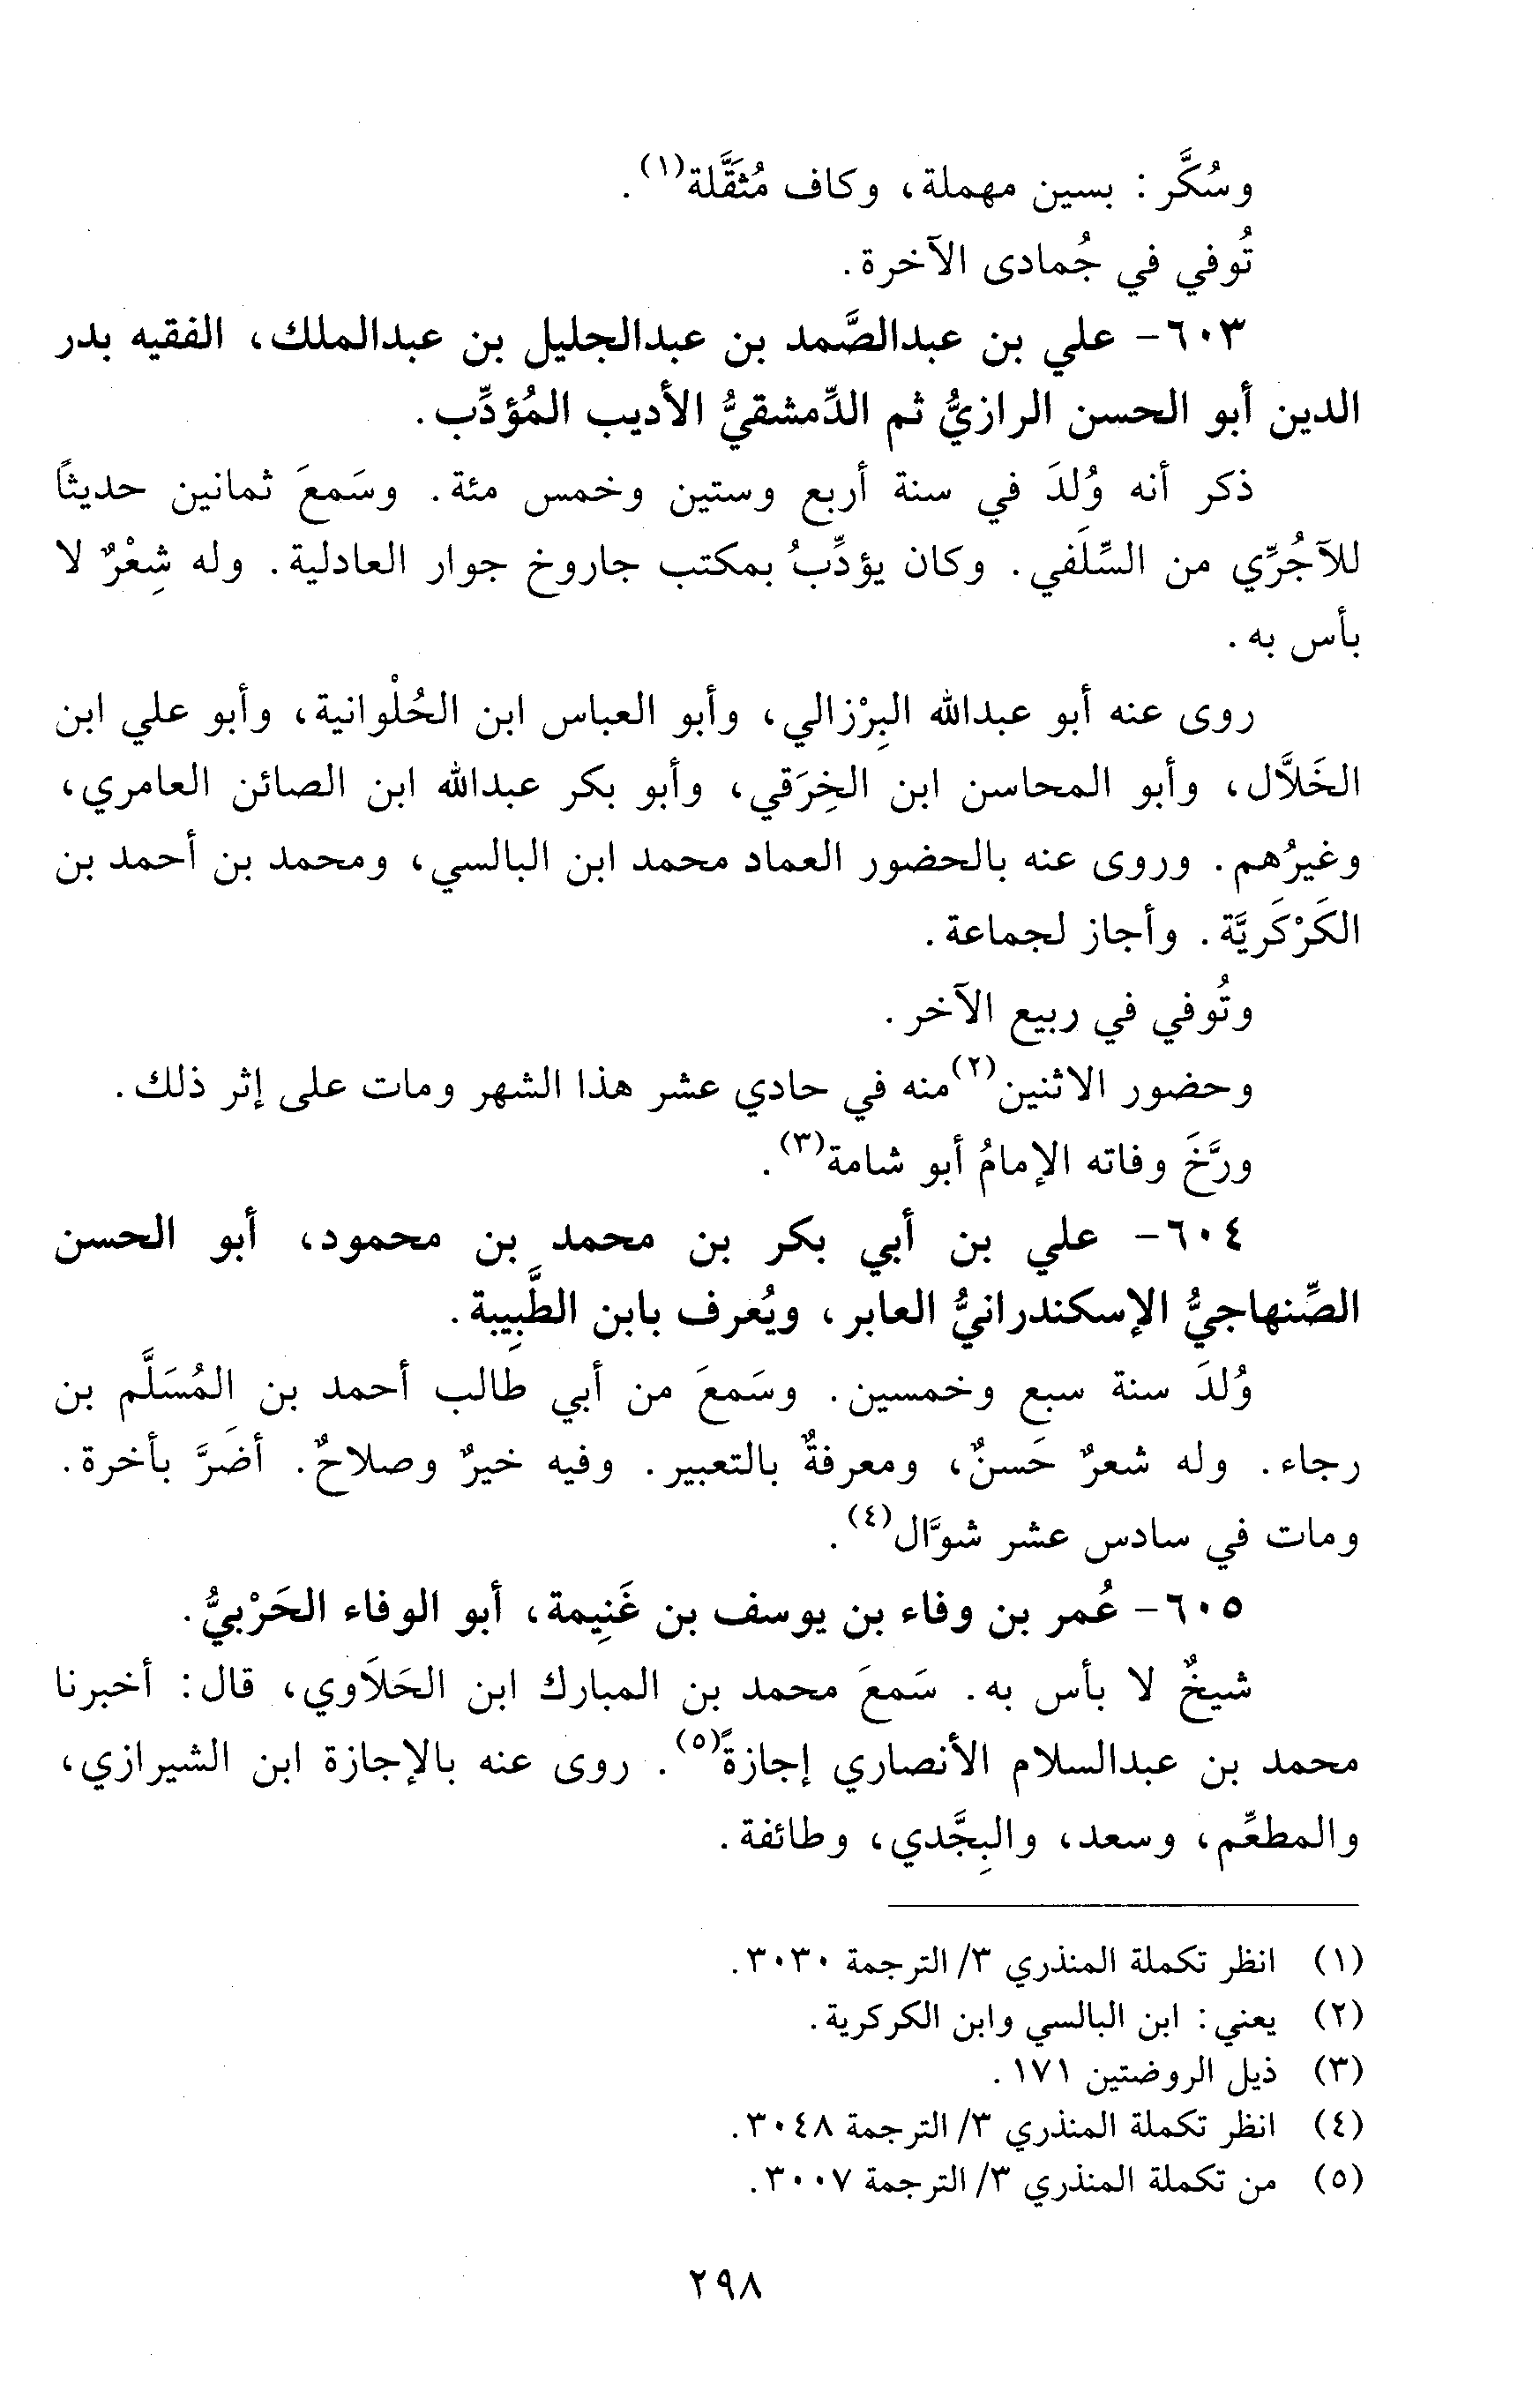 وسُكَّر: بسين مهملة، وكاف مُثَقَّلة(١).
تُوفي في جُمادى الآخرة.
٦٠٣- علي بن عبدالصَّمد بن عبدالجليل بن عبدالملك، الفقيه بدر
الدين أبو الحسن الرازيُّ ثم الدِّمشقيُّ الأديب المُؤدِّب.
ذكر أنه وُلدَ في سنة أربع وستين وخمس مئة. وسَمعَ ثمانين حديثاً
للآجُرِّي من السِّلَفي. وكان يؤدِّبُ بمكتب جاروخ جوار العادلية. وله شِعْرٌ لا
بأس به.
روى عنه أبو عبدالله البِرْزالي، وأبو العباس ابن الحُلْوانية، وأبو علي ابن
الخَلَّال، وأبو المحاسن ابن الخِرَقي، وأبو بكر عبدالله ابن الصائن العامري،
وغيرُهم. وروى عنه بالحضور العماد محمد ابن البالسي، ومحمد بن أحمد بن
الكَرْكَريَّة. وأجاز لجماعة.
وتُوفي في ربيع الآخر.
وحضور الاثنين(٢) منه في حادي عشر هذا الشهر ومات على إثر ذلك.
ورَّخَ وفاته الإمامُ أبو شامة(٣).
٦٠٤- علي بن أبي بكر بن محمد بن محمود، أبو الحسن
الصِّنهاجيُّ الإسكندرانيُّ العابر، ويُعرف بابن الطَّبِيبة.
وُلدَ سنة سبع وخمسين. وسَمعَ من أبي طالب أحمد بن المُسَلَّم بن
رجاء. وله شعرٌ حَسنٌ، ومعرفةٌ بالتعبير. وفيه خيرٌ وصلاحٌ. أضَرَّ بأخرة.
ومات في سادس عشر شوَّال(٤).
٦٠٥- عُمر بن وفاء بن يوسف بن غَنِيمة، أبو الوفاء الحَرْبيُّ.
شيخٌ لا بأس به. سَمعَ محمد بن المبارك ابن الحَلَاوي، قال: أخبرنا
محمد بن عبدالسلام الأنصاري إجازةً(٥). روى عنه بالإجازة ابن الشيرازي،
والمطعِّم، وسعد، والبِجَّدي، وطائفة.
(١) انظر تكملة المنذري ٣/ الترجمة ٣٠٣٠.
(٢) يعني: ابن البالسي وابن الكركرية.
(٣) ذيل الروضتين ١٧١.
(٤) انظر تكملة المنذري ٣/ الترجمة ٣٠٤٨.
(٥) من تكملة المنذري ٣/ الترجمة ٣٠٠٧.
٢٩٨